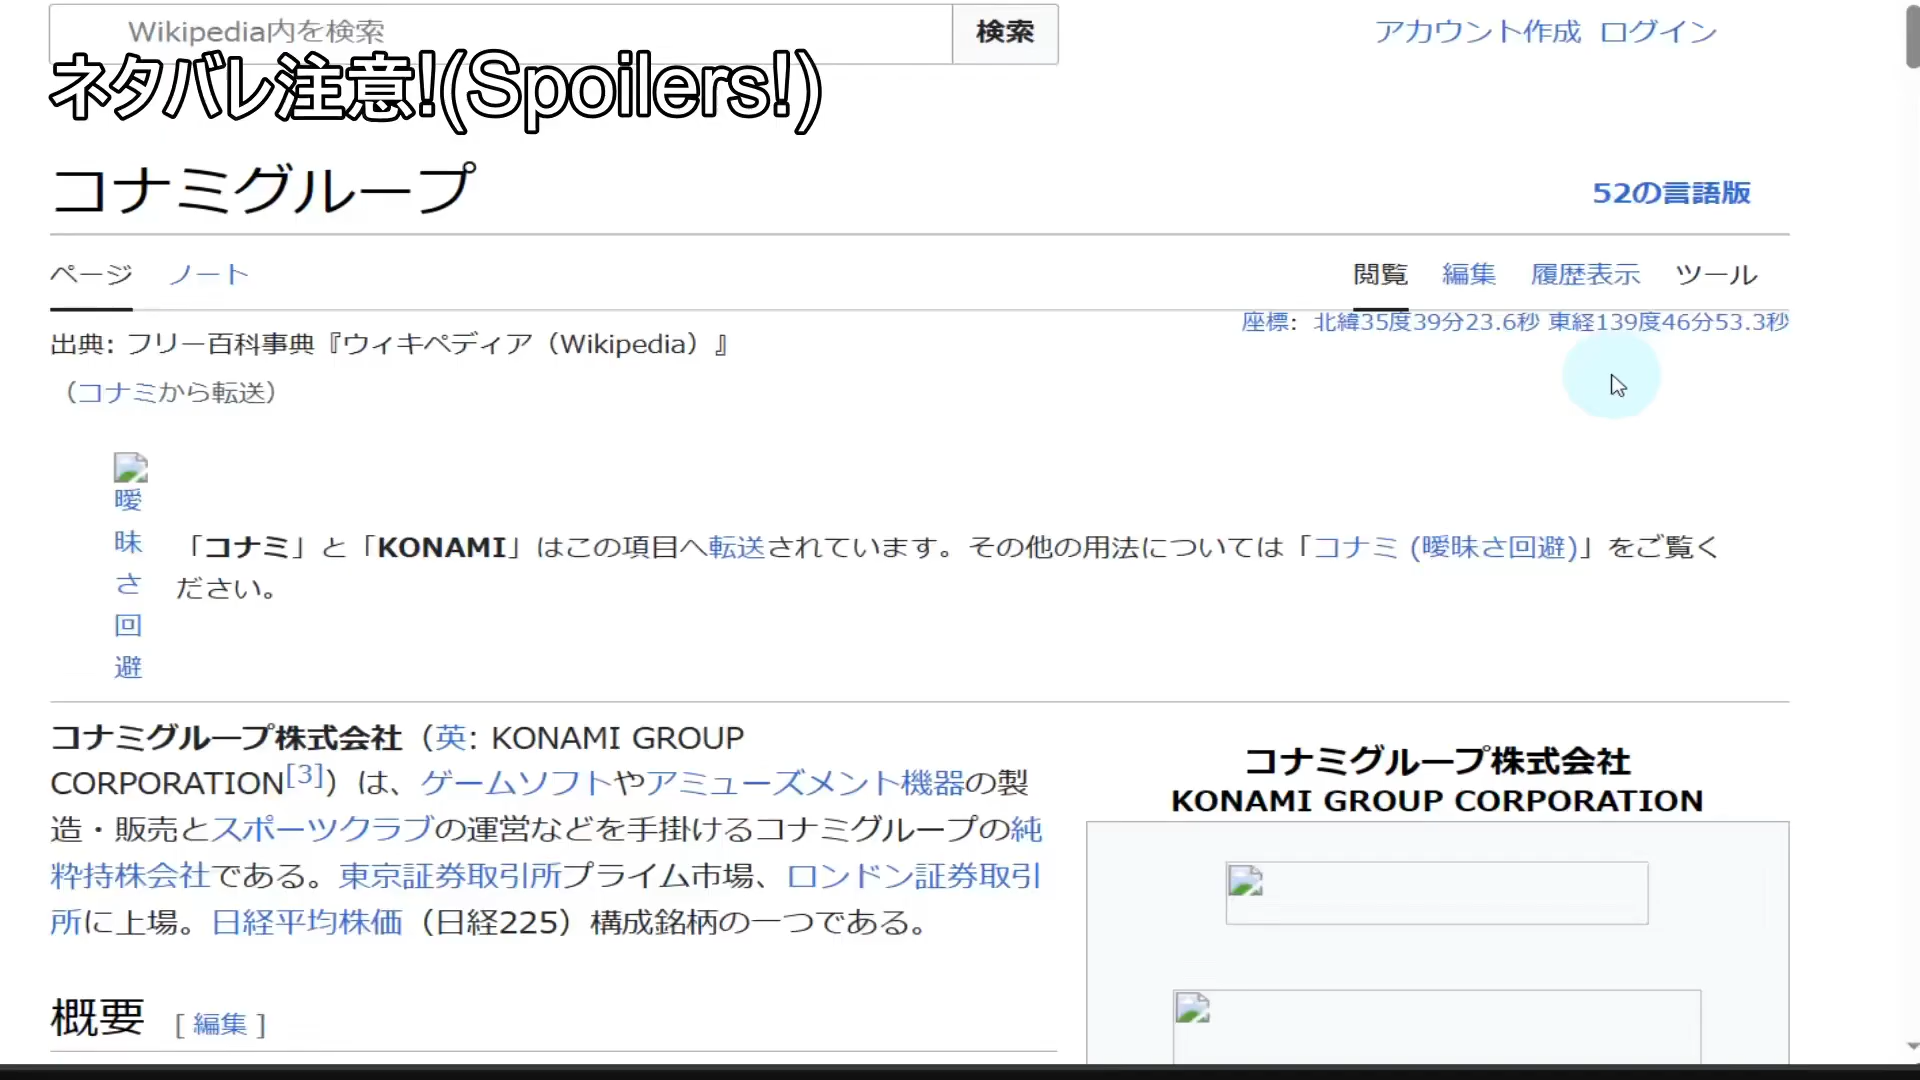 Wikipedia内を検索
検索
アカウント作成 ログイン
ネタバレ注意!(Spoilers!)
コナミグループ
52の言語版
ページ ノート
閲覧 編集 履歴表示 ツール
座標: 北緯35度39分23.6秒 東経139度46分53.3秒
出典: フリー百科事典『ウィキペディア（Wikipedia）』
（コナミから転送）
曖
昧
さ
回
避
「コナミ」と「KONAMI」はこの項目へ転送されています。その他の用法については「コナミ (曖昧さ回避)」をご覧く
ださい。
コナミグループ株式会社（英: KONAMI GROUP
CORPORATION[3]）は、ゲームソフトやアミューズメント機器の製
造・販売とスポーツクラブの運営などを手掛けるコナミグループの純
粋持株会社である。東京証券取引所プライム市場、ロンドン証券取引
所に上場。日経平均株価（日経225）構成銘柄の一つである。
コナミグループ株式会社
KONAMI GROUP CORPORATION
概要 [ 編集 ]